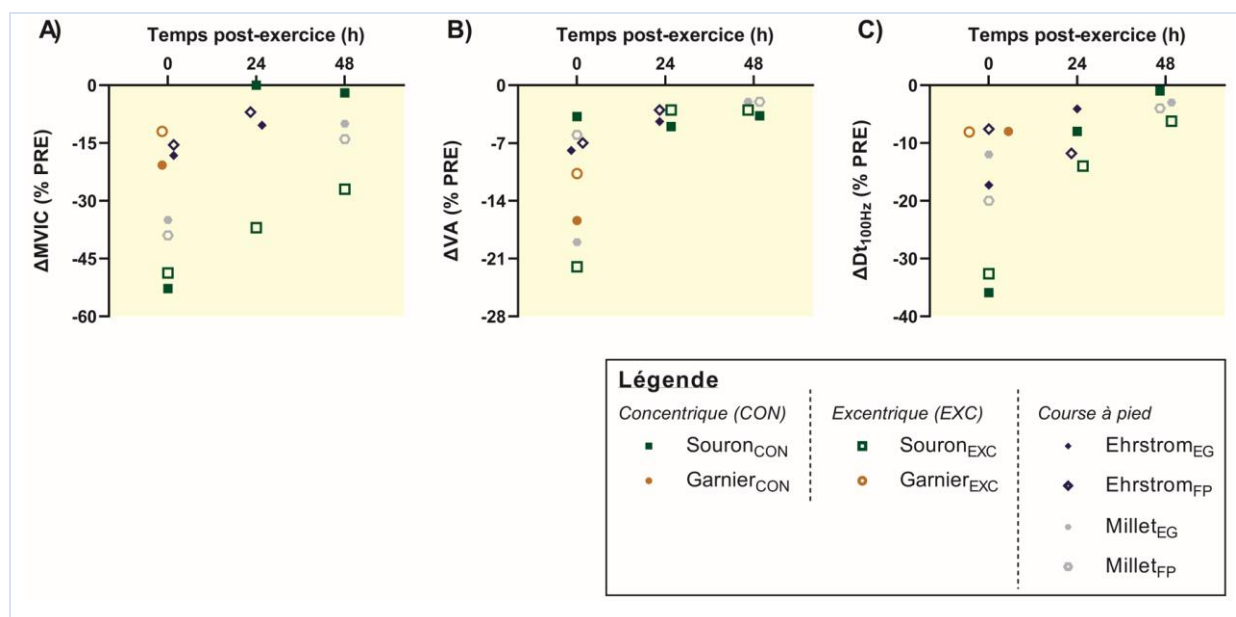 A)
Temps post-exercice (h)
0 24 48
0
-15
-30
-45
-60
ΔMVIC (% PRE)
B)
Temps post-exercice (h)
0 24 48
0
-7
-14
-21
-28
ΔVA (% PRE)
C)
Temps post-exercice (h)
0 24 48
0
-10
-20
-30
-40
ΔDt100Hz (% PRE)
Légende
Concentrique (CON)
SouronCON
GarnierCON
Excentrique (EXC)
SouronEXC
GarnierEXC
Course à pied
EhrstromEG
EhrstromFP
MilletEG
MilletFP